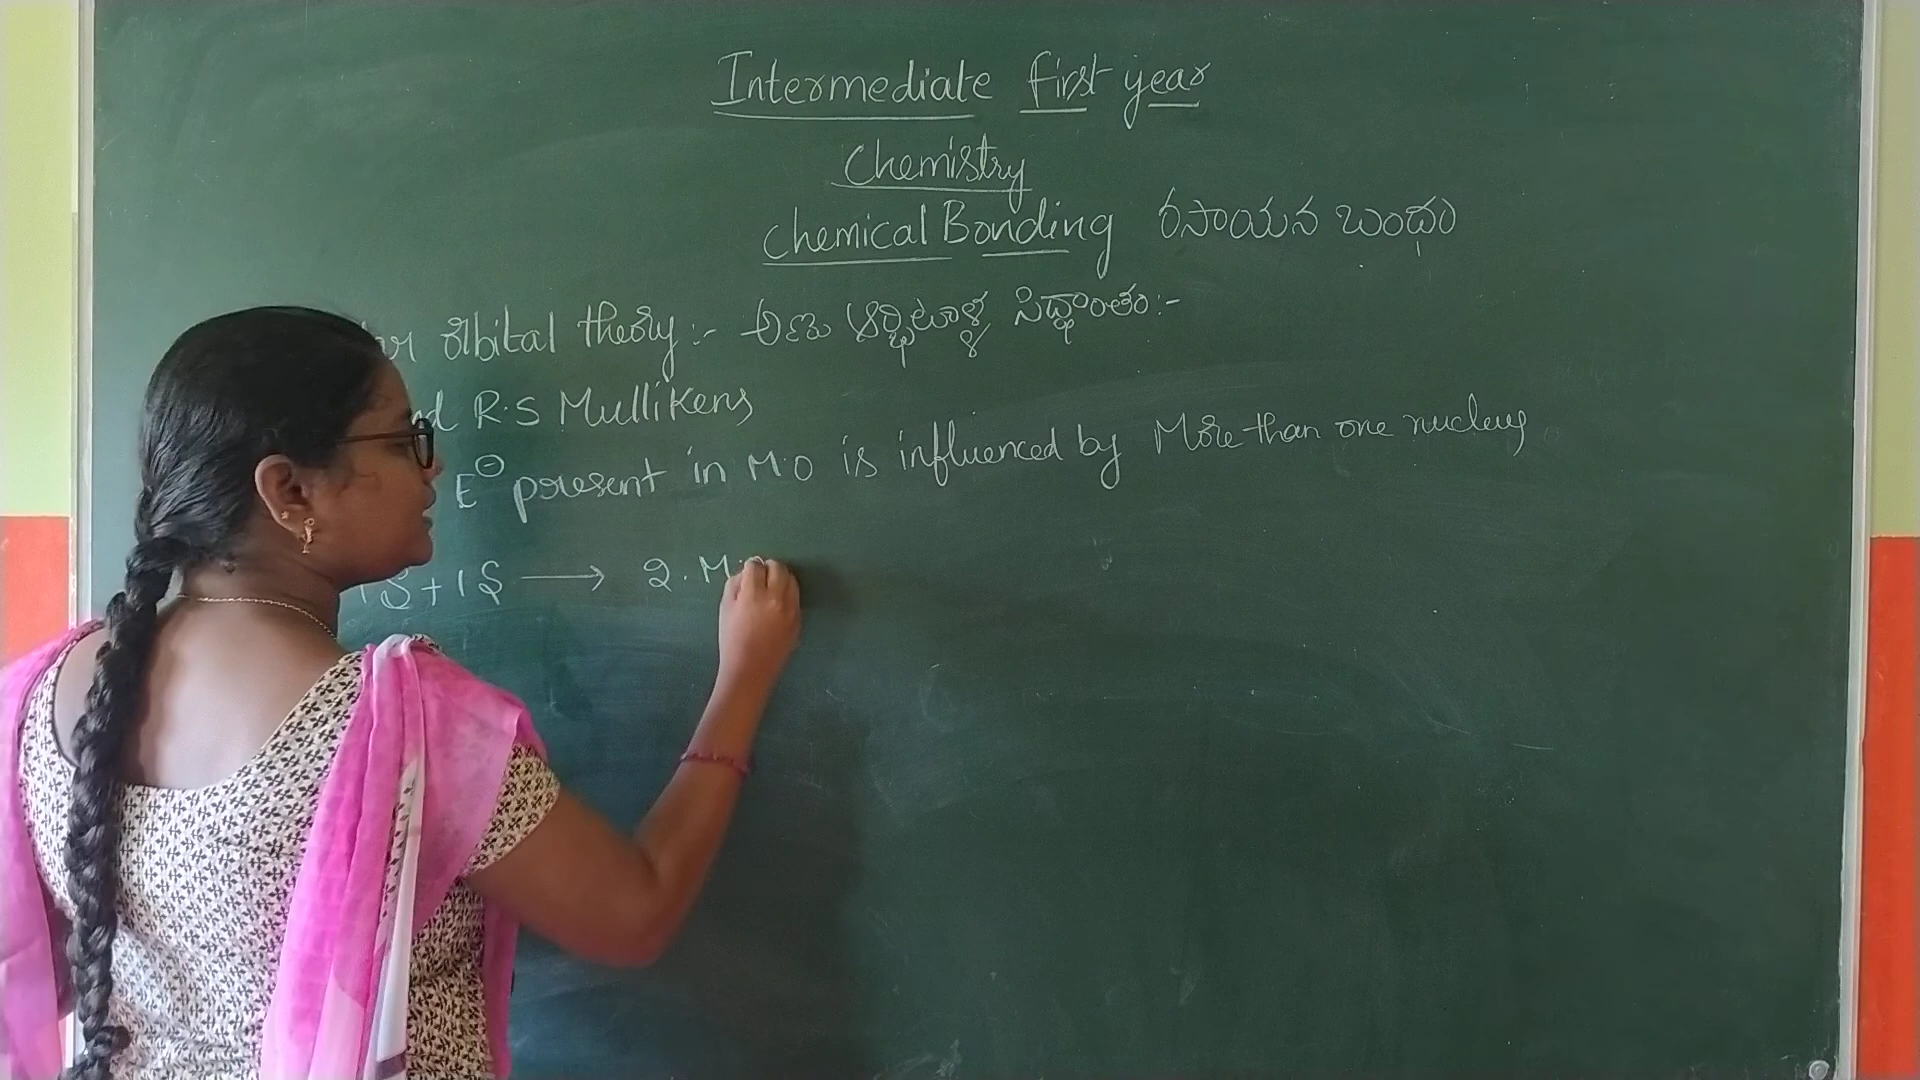 Intermediate first year
Chemistry
Chemical Bonding రసాయన బంధం
orbital theory:- అణు ఆర్బిటాళ్ళ సిద్ధాంతం:-
R.S Mullikens
E⊖ present in M.O is influenced by More than one nucleus
1S + 1S ⟶ 2. M.O